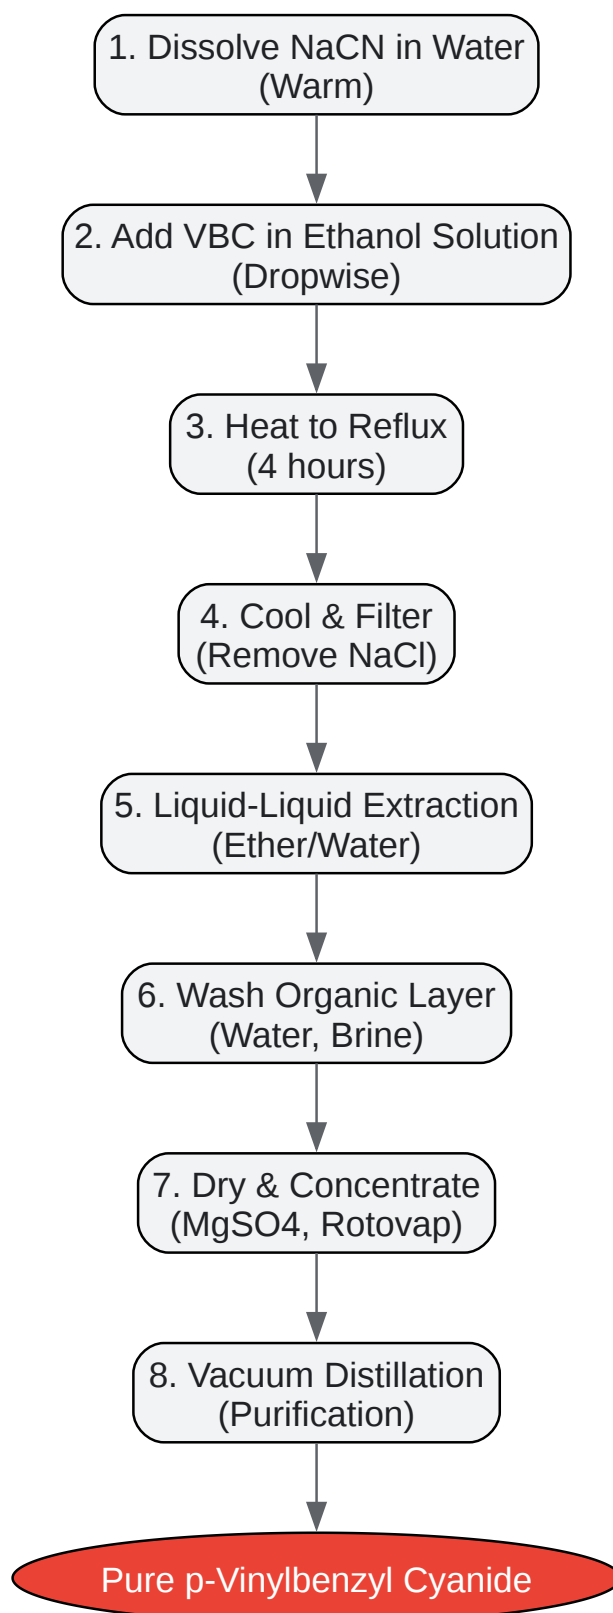 1. Dissolve NaCN in Water
(Warm)
2. Add VBC in Ethanol Solution
(Dropwise)
3. Heat to Reflux
(4 hours)
4. Cool & Filter
(Remove NaCl)
5. Liquid-Liquid Extraction
(Ether/Water)
6. Wash Organic Layer
(Water, Brine)
7. Dry & Concentrate
(MgSO4, Rotovap)
8. Vacuum Distillation
(Purification)
Pure p-Vinylbenzyl Cyanide